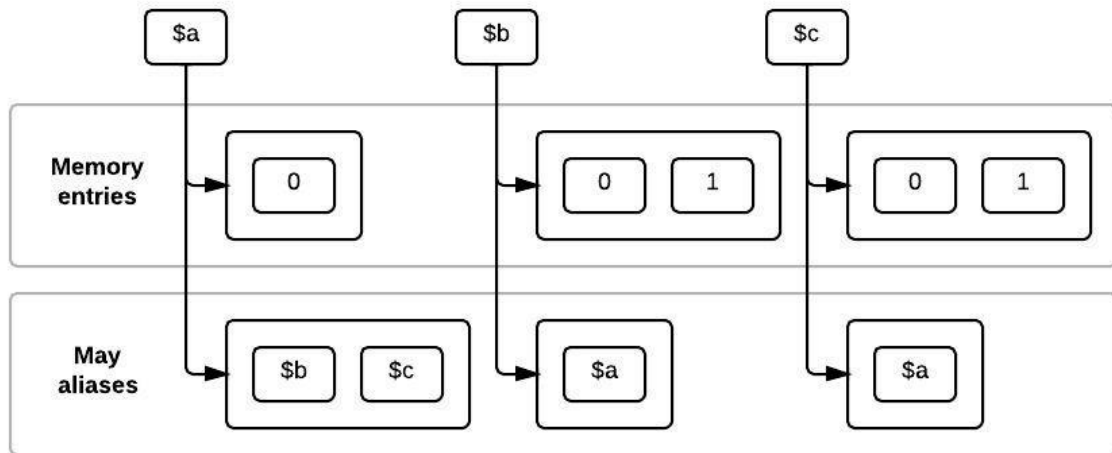 $a $b $c
Memory
entries
0 0 1 0 1
May
aliases
$b $c $a $a